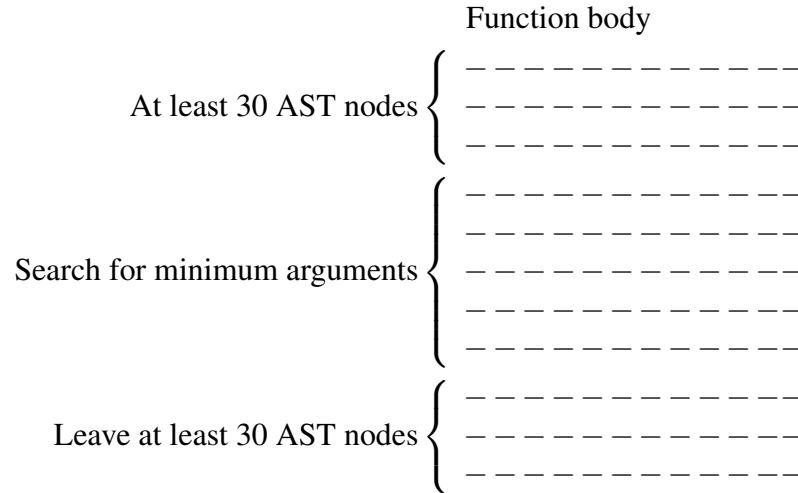 Function body
At least 30 AST nodes
Search for minimum arguments
Leave at least 30 AST nodes